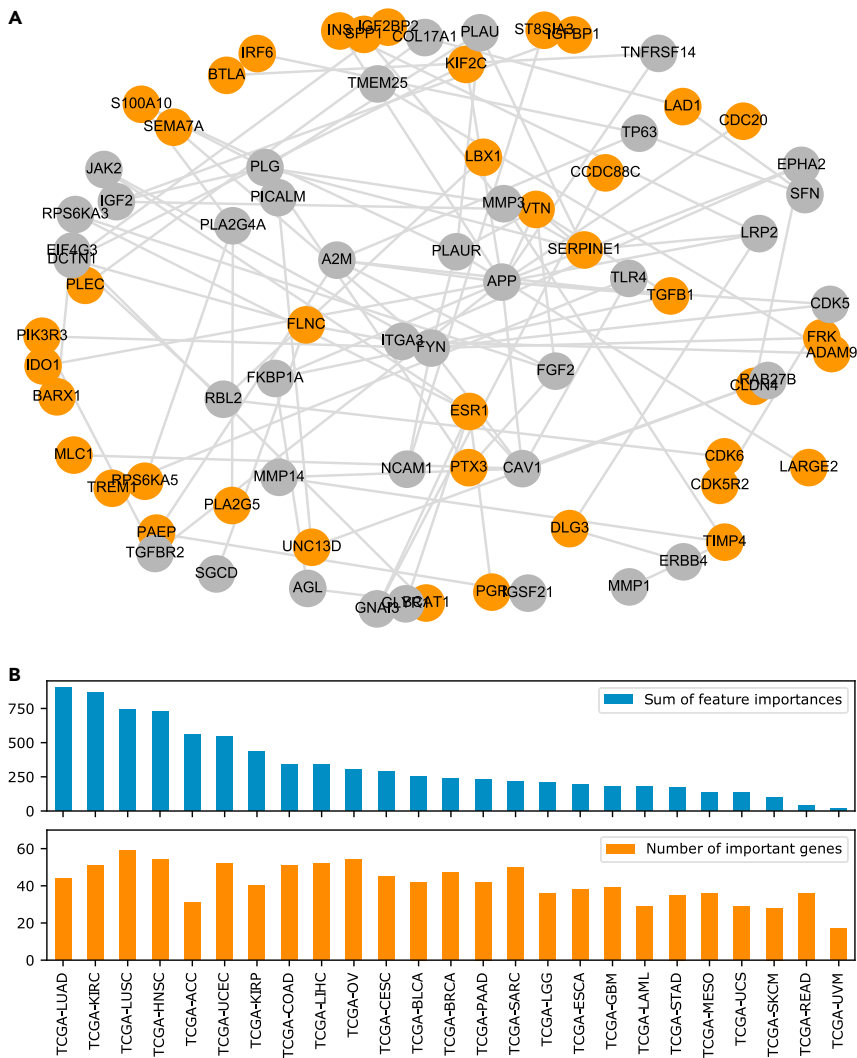 A
INS
IGF2BP2
SPP1
COL17A1
PLAU
ST8SIA3
IGFBP1
IRF6
BTLA
KIF2C
TNFRSF14
TMEM25
S100A10
SEMA7A
LAD1
CDC20
TP63
LBX1
JAK2
PLG
CCDC88C
EPHA2
IGF2
PICALM
MMP3
VTN
SFN
RPS6KA3
PLA2G4A
LRP2
EIF4G3
DCTN1
A2M
PLAUR
SERPINE1
PLEC
APP
TLR4
TGFB1
CDK5
PIK3R3
FLNC
ITGA3
FYN
FRK
IDO1
ADAM9
FKBP1A
FGF2
RAB27B
CLDN4
BARX1
RBL2
ESR1
MLC1
CDK6
NCAM1
PTX3
CAV1
LARGE2
TREM1
RPS6KA5
MMP14
CDK5R2
PLA2G5
PAEP
DLG3
TIMP4
TGFBR2
UNC13D
ERBB4
SGCD
AGL
MMP1
PGR
IGSF21
GNAI3
B
Sum of feature importances
750
500
250
0
Number of important genes
60
40
20
0
TCGA-LUAD
TCGA-KIRC
TCGA-LUSC
TCGA-HNSC
TCGA-ACC
TCGA-UCEC
TCGA-KIRP
TCGA-COAD
TCGA-LIHC
TCGA-OV
TCGA-CESC
TCGA-BLCA
TCGA-BRCA
TCGA-PAAD
TCGA-SARC
TCGA-LGG
TCGA-ESCA
TCGA-GBM
TCGA-LAML
TCGA-STAD
TCGA-MESO
TCGA-UCS
TCGA-SKCM
TCGA-READ
TCGA-UVM